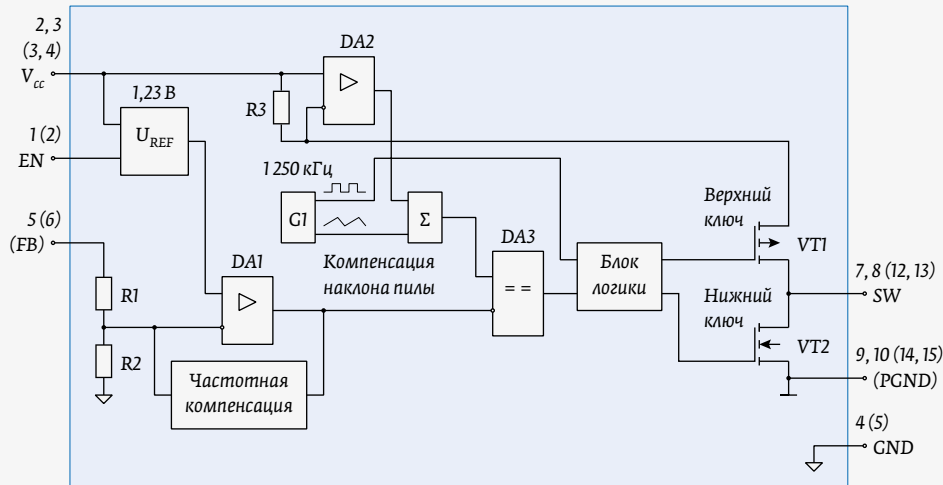 2, 3
(3, 4)
Vcc
1,23 В
UREF
1 (2)
EN
5 (6)
(FB)
R1
R2
DA1
Частотная
компенсация
R3
DA2
1 250 кГц
G1
Σ
Компенсация
наклона пилы
DA3
= =
Блок
логики
Верхний
ключ
VT1
Нижний
ключ
VT2
7, 8 (12, 13)
SW
9, 10 (14, 15)
(PGND)
4 (5)
GND